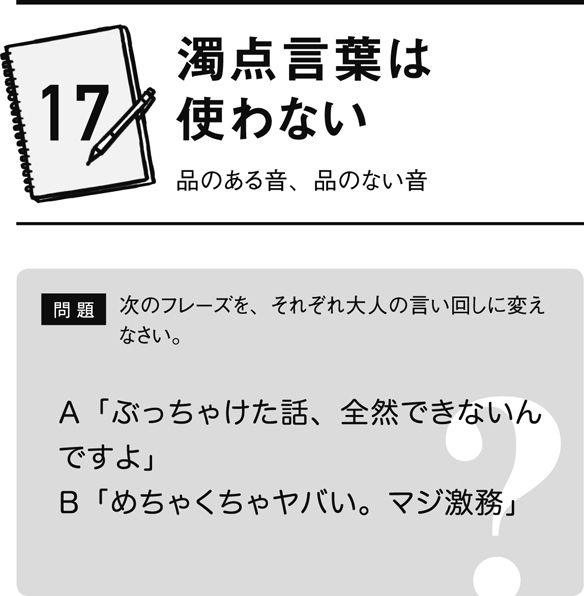 17
濁点言葉は
使わない
品のある音、品のない音
問題 次のフレーズを、それぞれ大人の言い回しに変え
なさい。
A「ぶっちゃけた話、全然できないん
ですよ」
B「めちゃくちゃヤバい。マジ激務」
?